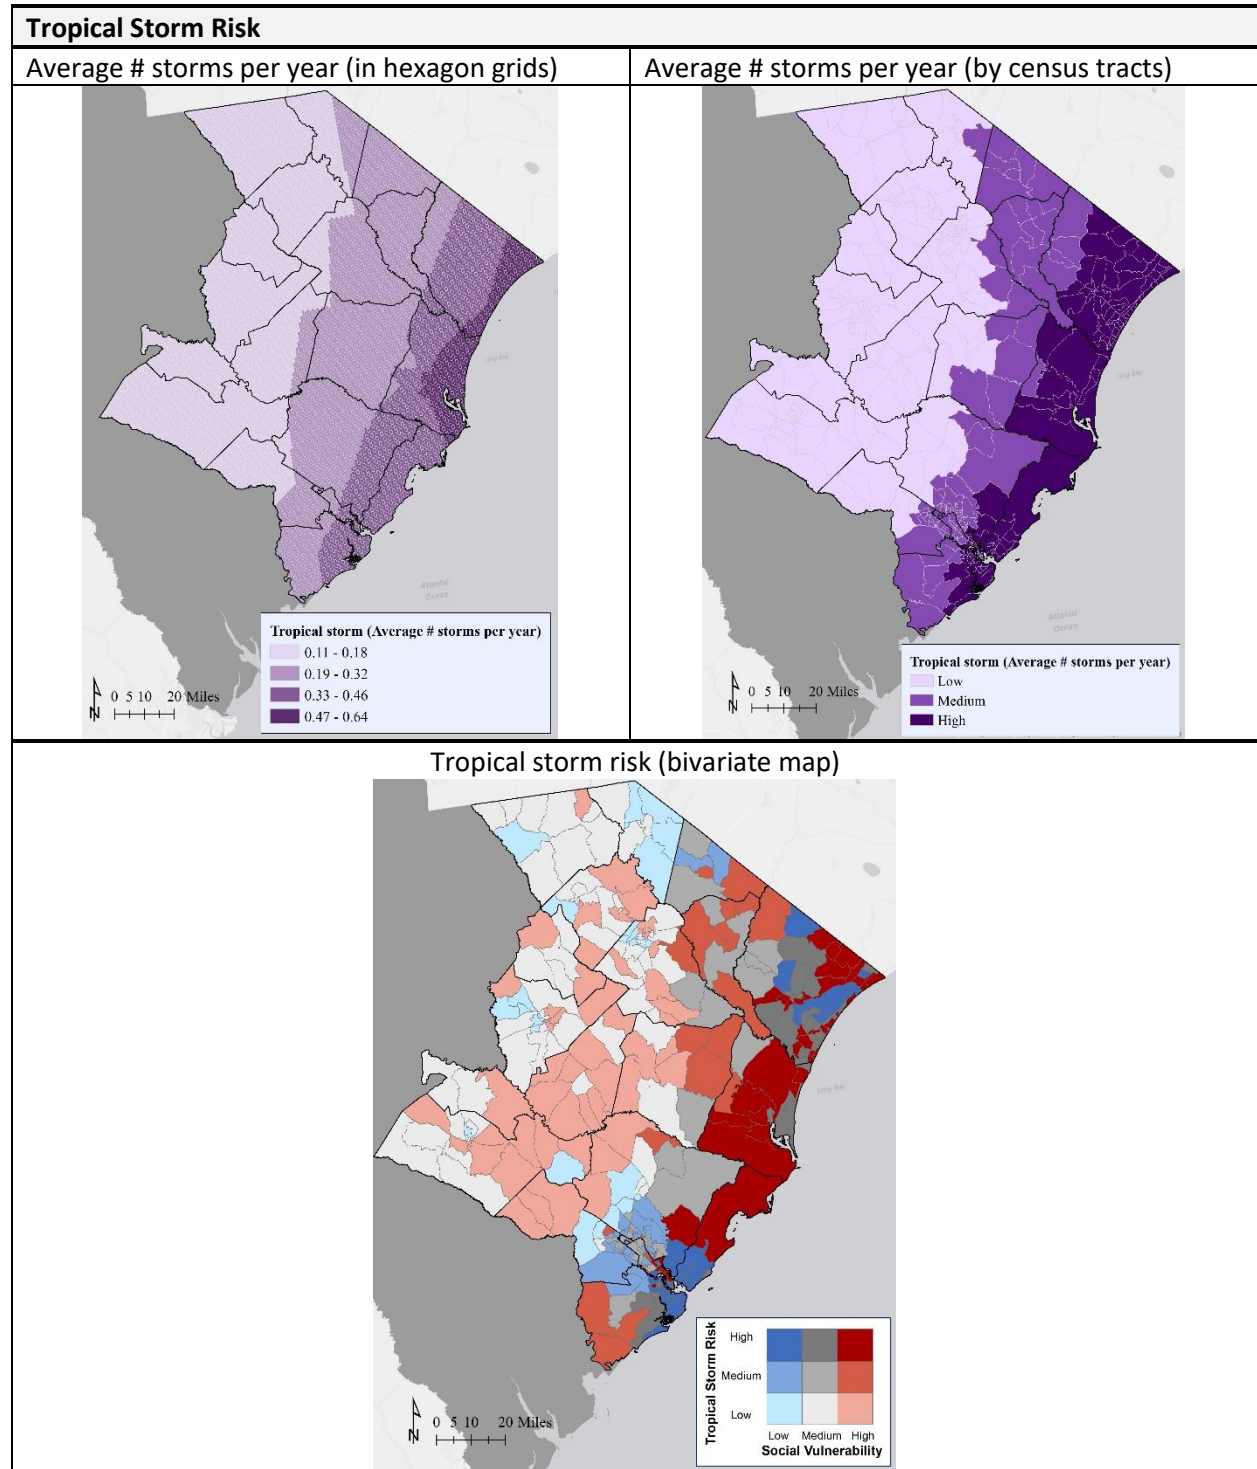 Tropical Storm Risk
Average # storms per year (in hexagon grids)
Average # storms per year (by census tracts)
Long Bay
Atlantic
Ocean
Tropical storm (Average # storms per year)
0.11 - 0.18
0.19 - 0.32
0.33 - 0.46
0.47 - 0.64
N
0 5 10 20 Miles
Long Bay
Atlantic
Ocean
Tropical storm (Average # storms per year)
Low
Medium
High
N
0 5 10 20 Miles
Tropical storm risk (bivariate map)
Long Bay
N
0 5 10 20 Miles
Tropical Storm Risk
High
Medium
Low
Low Medium High
Social Vulnerability